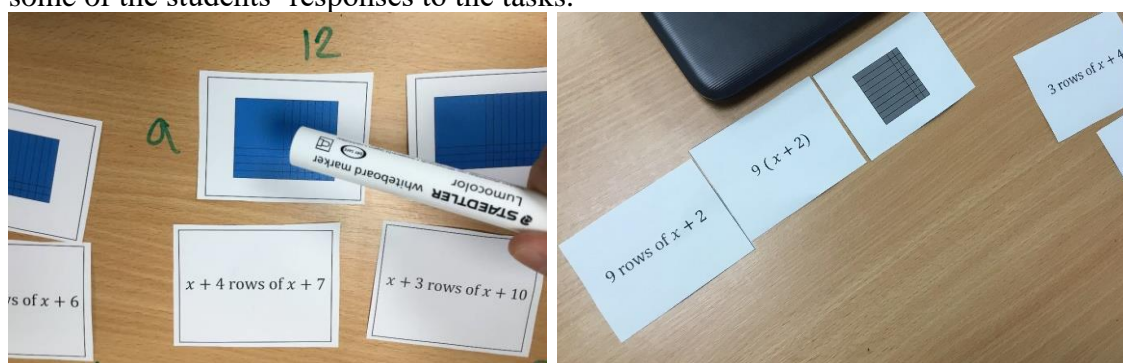 some of the students' responses to the tasks.
12
9
STAEDTLER
Lumocolor
whiteboard marker
x + 4 rows of x + 7
x + 3 rows of x + 10
s of x + 6
9 rows of x + 2
9 ( x + 2)
3 rows of x + 4